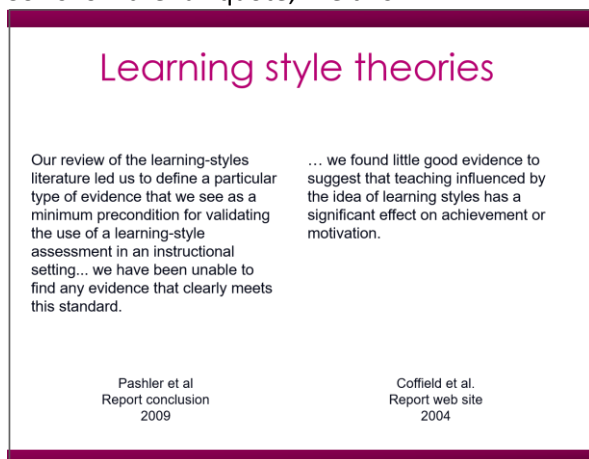 Learning style theories
Our review of the learning-styles
literature led us to define a particular
type of evidence that we see as a
minimum precondition for validating
the use of a learning-style
assessment in an instructional
setting... we have been unable to
find any evidence that clearly meets
this standard.
… we found little good evidence to
suggest that teaching influenced by
the idea of learning styles has a
significant effect on achievement or
motivation.
Pashler et al
Report conclusion
2009
Coffield et al.
Report web site
2004